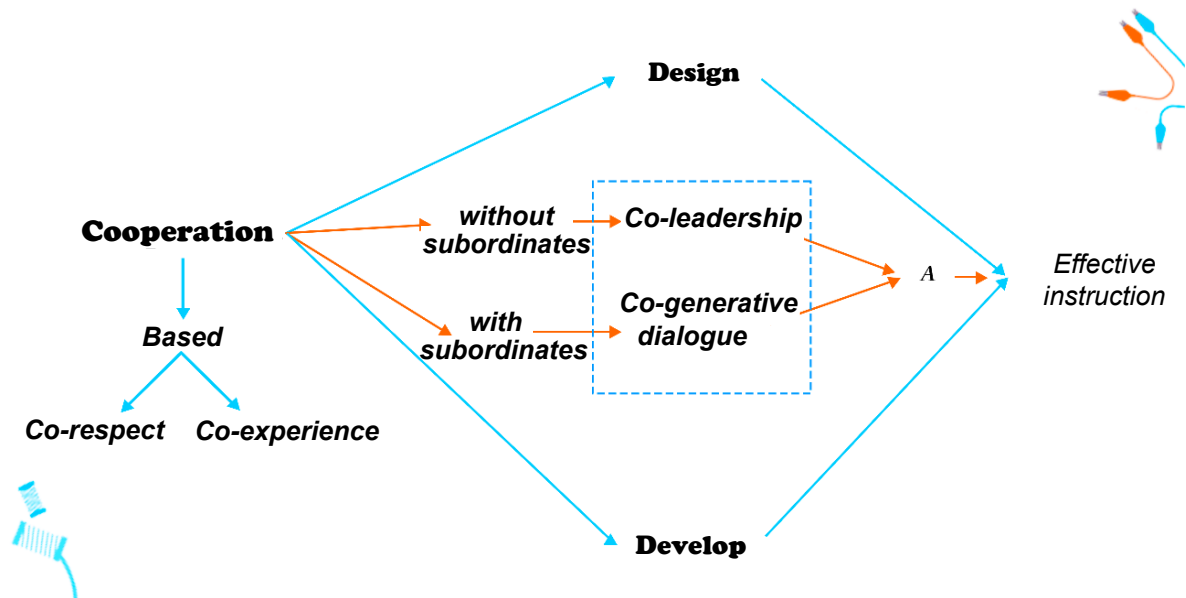 Design
without
subordinates
Co-leadership
Cooperation
A
Effective
instruction
Co-generative
dialogue
with
subordinates
Based
Co-respect
Co-experience
Develop